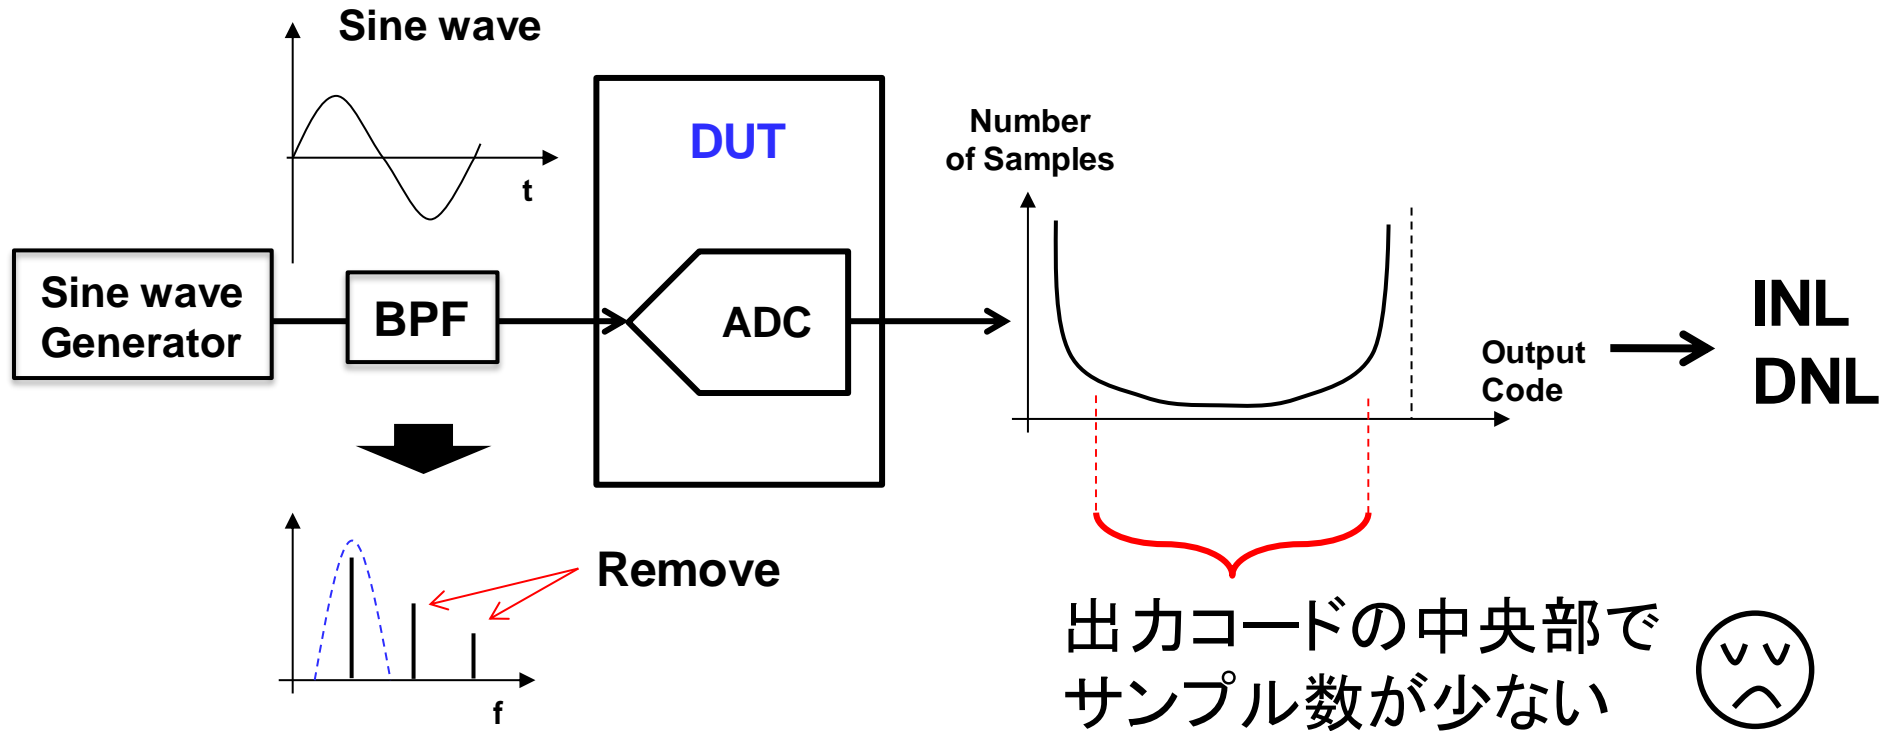 Sine wave
t
Sine wave
Generator
BPF
DUT
ADC
Number
of Samples
Output
Code
INL
DNL
Remove
f
出力コードの中央部で
サンプル数が少ない